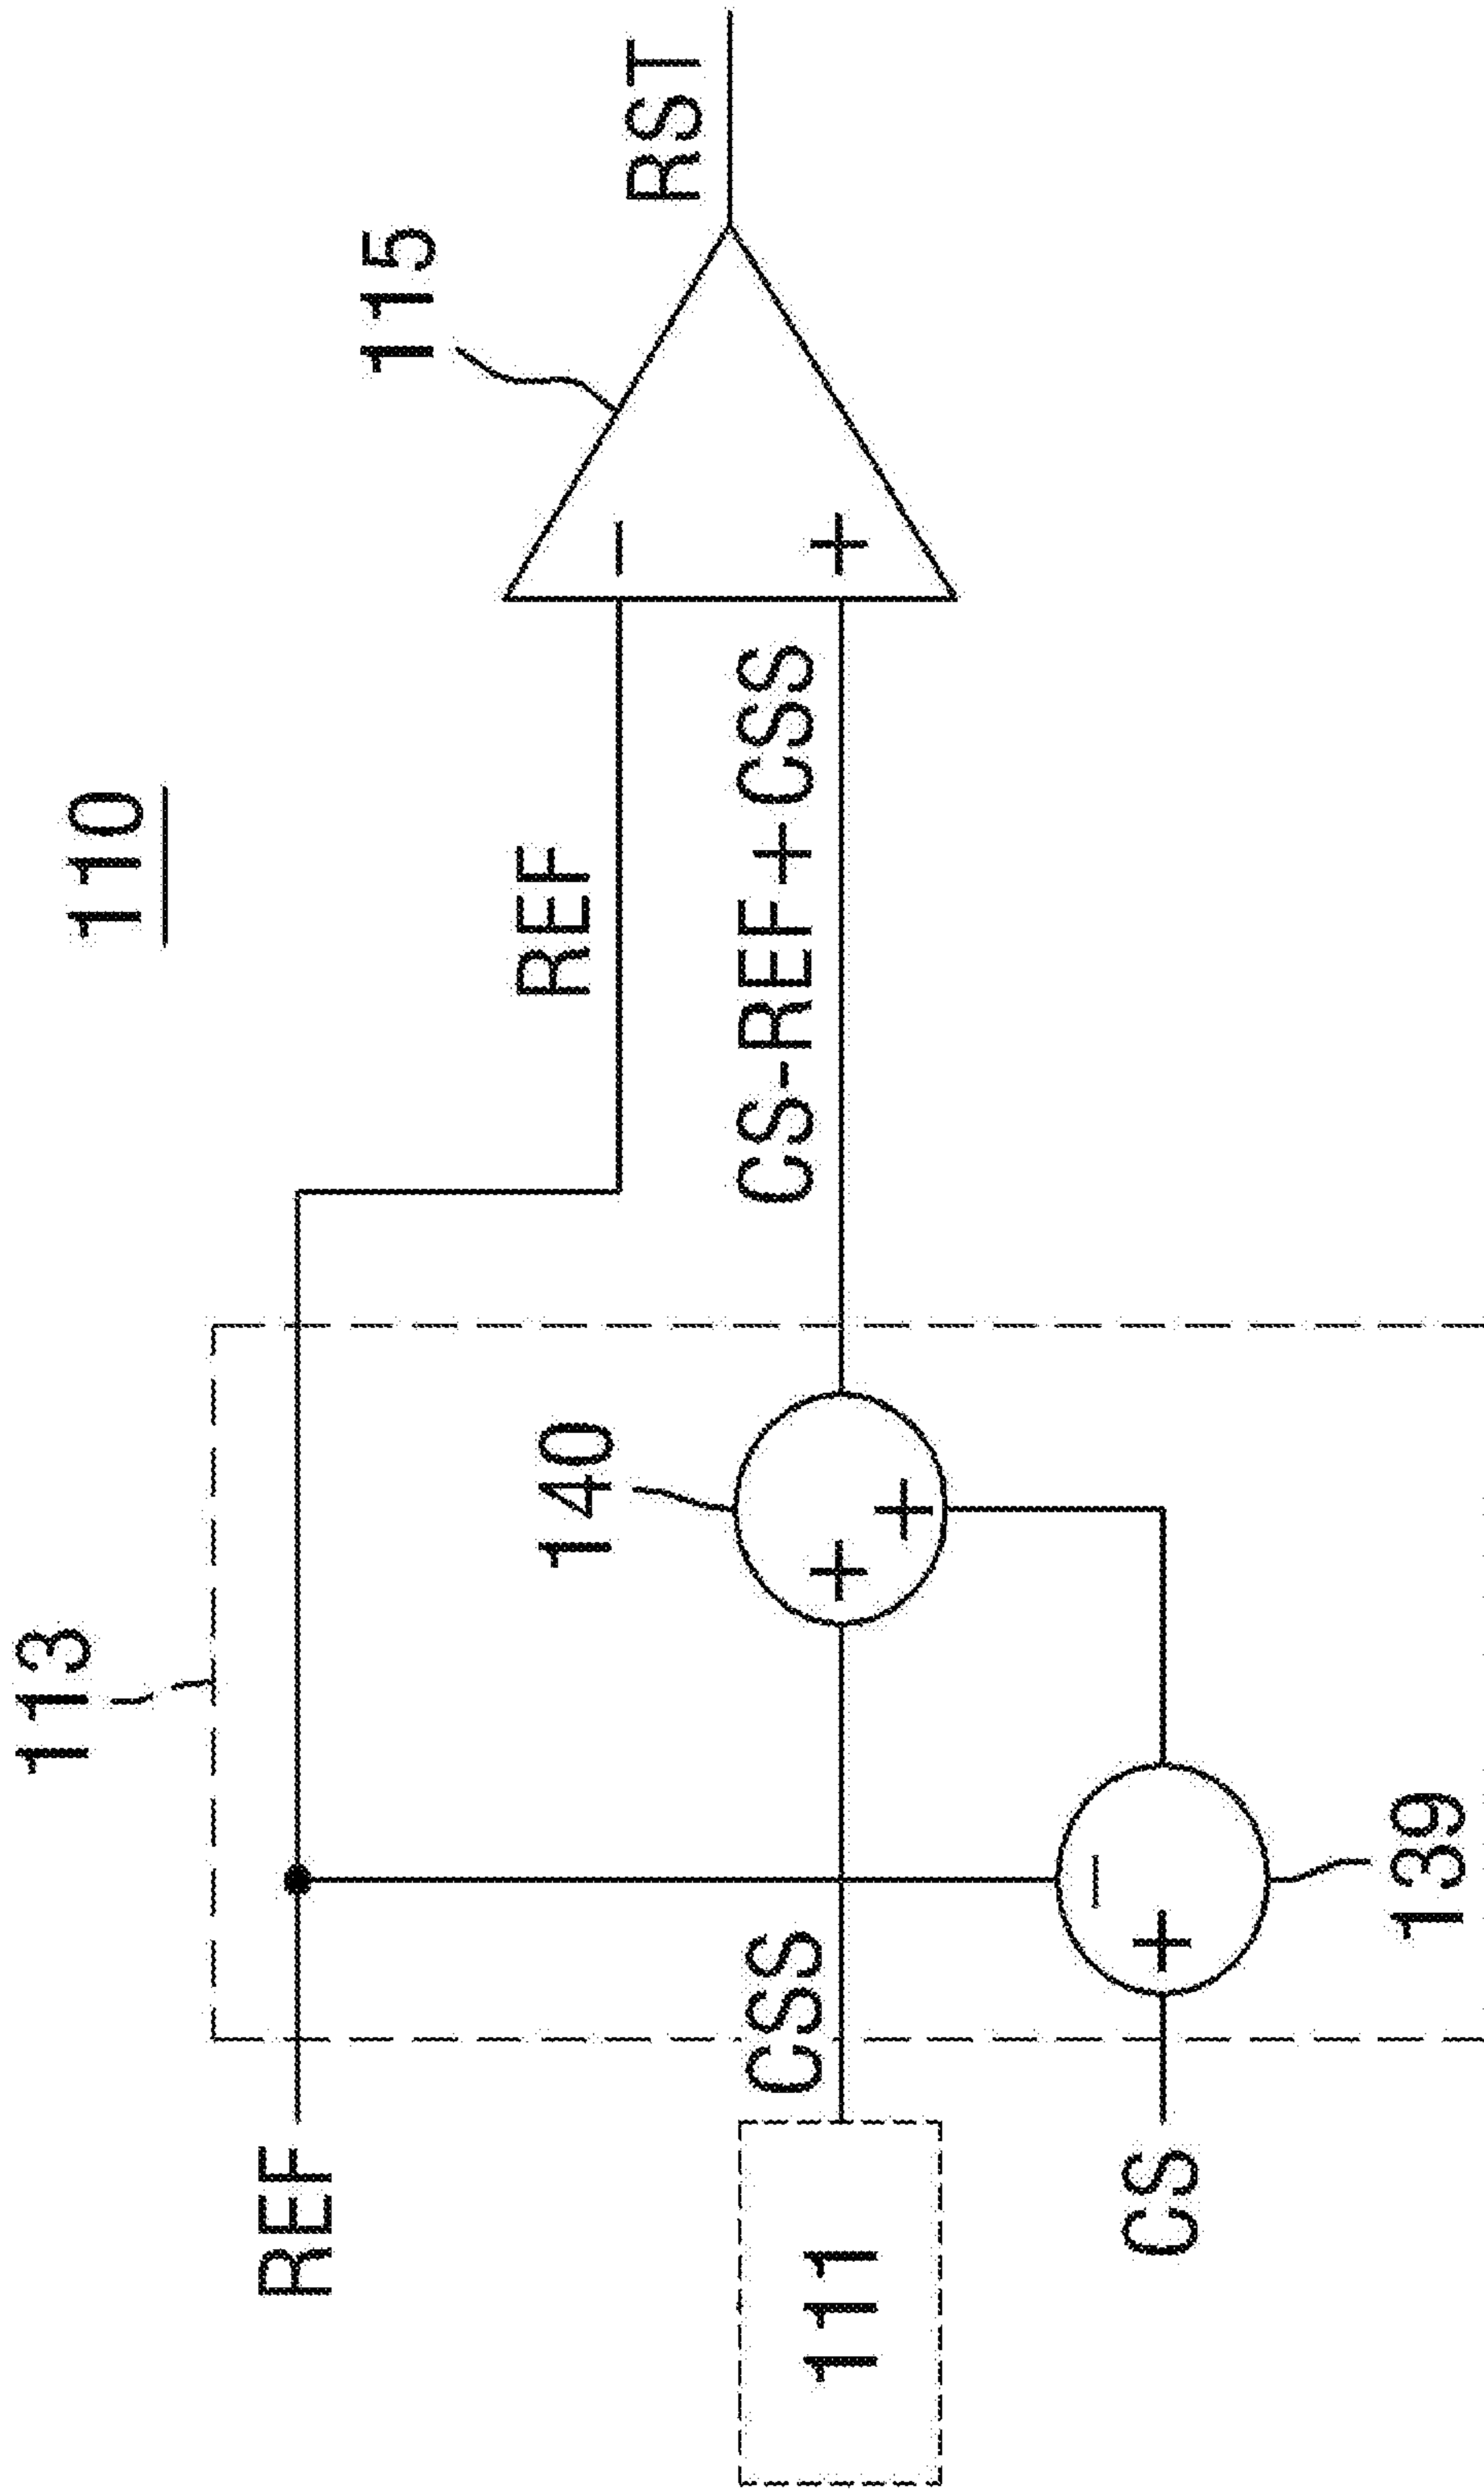 110
113
115
REF
REF
RST
140
CSS
CS-REF+CSS
111
CS
139
−
+
+
+
+
−